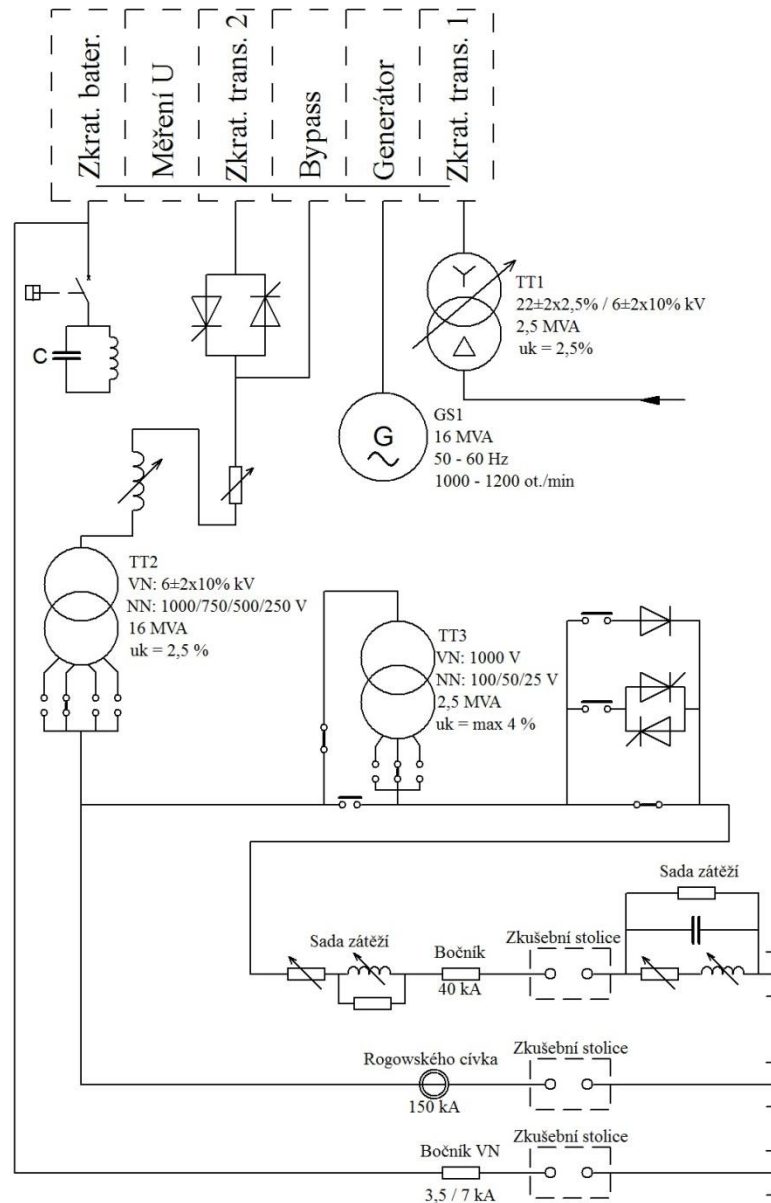 Zkrat. bater.
Měření U
Zkrat. trans. 2
Bypass
Generátor
Zkrat. trans. 1
TT1
22±2x2,5% / 6±2x10% kV
2,5 MVA
uk = 2,5%
C
G
GS1
16 MVA
50 - 60 Hz
1000 - 1200 ot./min
TT2
VN: 6±2x10% kV
NN: 1000/750/500/250 V
16 MVA
uk = 2,5 %
TT3
VN: 1000 V
NN: 100/50/25 V
2,5 MVA
uk = max 4 %
Sada zátěží
Sada zátěží
Bočník
40 kA
Zkušební stolice
Rogowského cívka
150 kA
Zkušební stolice
Bočník VN
3,5 / 7 kA
Zkušební stolice